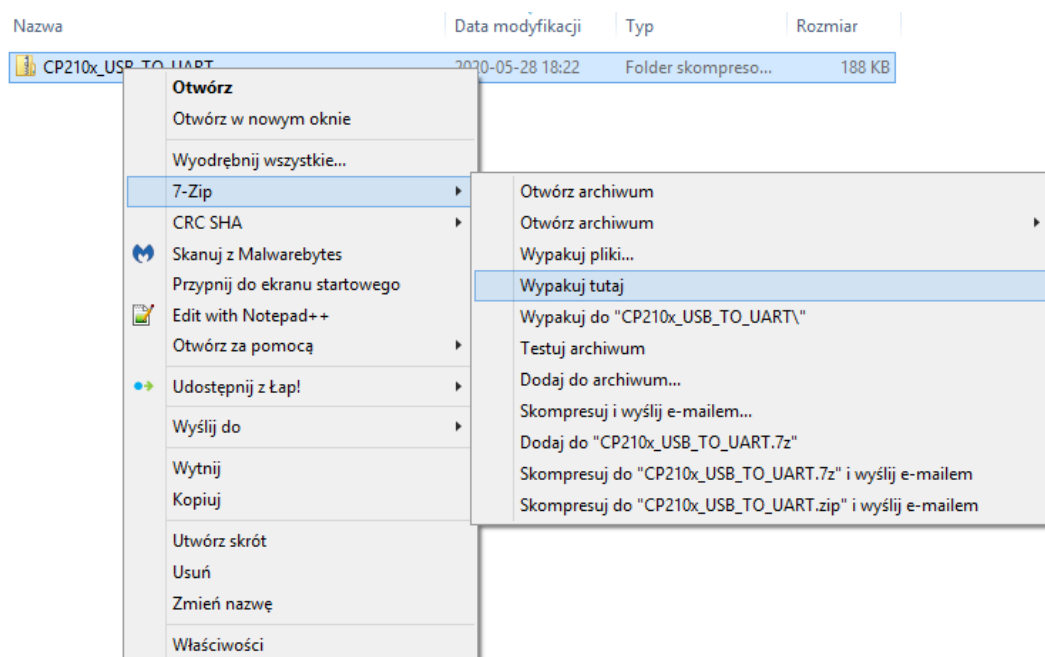 Nazwa Data modyfikacji Typ Rozmiar
CP210x_USB_TO_UART 2020-05-28 18:22 Folder skompreso... 188 KB
Otwórz
Otwórz w nowym oknie
Wyodrębnij wszystkie...
7-Zip
CRC SHA
Skanuj z Malwarebytes
Przypnij do ekranu startowego
Edit with Notepad++
Otwórz za pomocą
Udostępnij z Łap!
Wyślij do
Wytnij
Kopiuj
Utwórz skrót
Usuń
Zmień nazwę
Właściwości
Otwórz archiwum
Otwórz archiwum
Wypakuj pliki...
Wypakuj tutaj
Wypakuj do "CP210x_USB_TO_UART\"
Testuj archiwum
Dodaj do archiwum...
Skompresuj i wyślij e-mailem...
Dodaj do "CP210x_USB_TO_UART.7z"
Skompresuj do "CP210x_USB_TO_UART.7z" i wyślij e-mailem
Skompresuj do "CP210x_USB_TO_UART.zip" i wyślij e-mailem